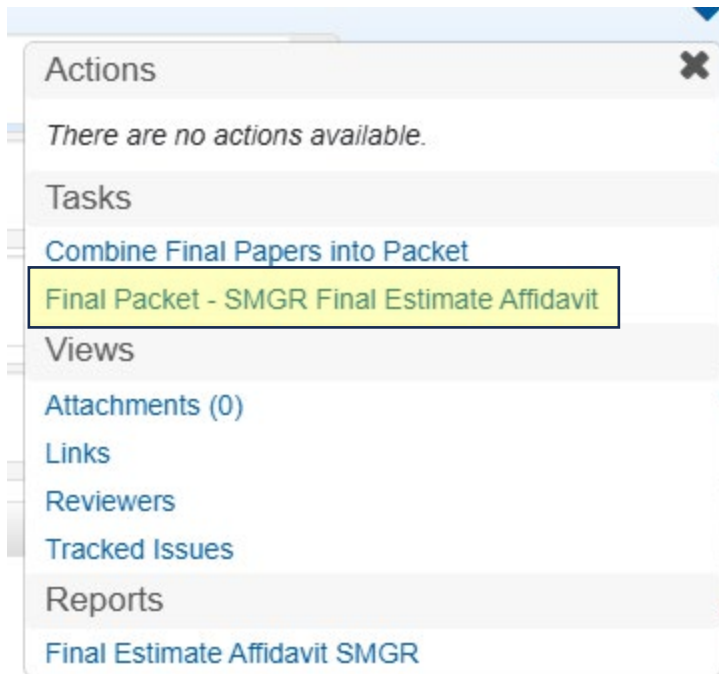 Actions
There are no actions available.
Tasks
Combine Final Papers into Packet
Final Packet - SMGR Final Estimate Affidavit
Views
Attachments (0)
Links
Reviewers
Tracked Issues
Reports
Final Estimate Affidavit SMGR